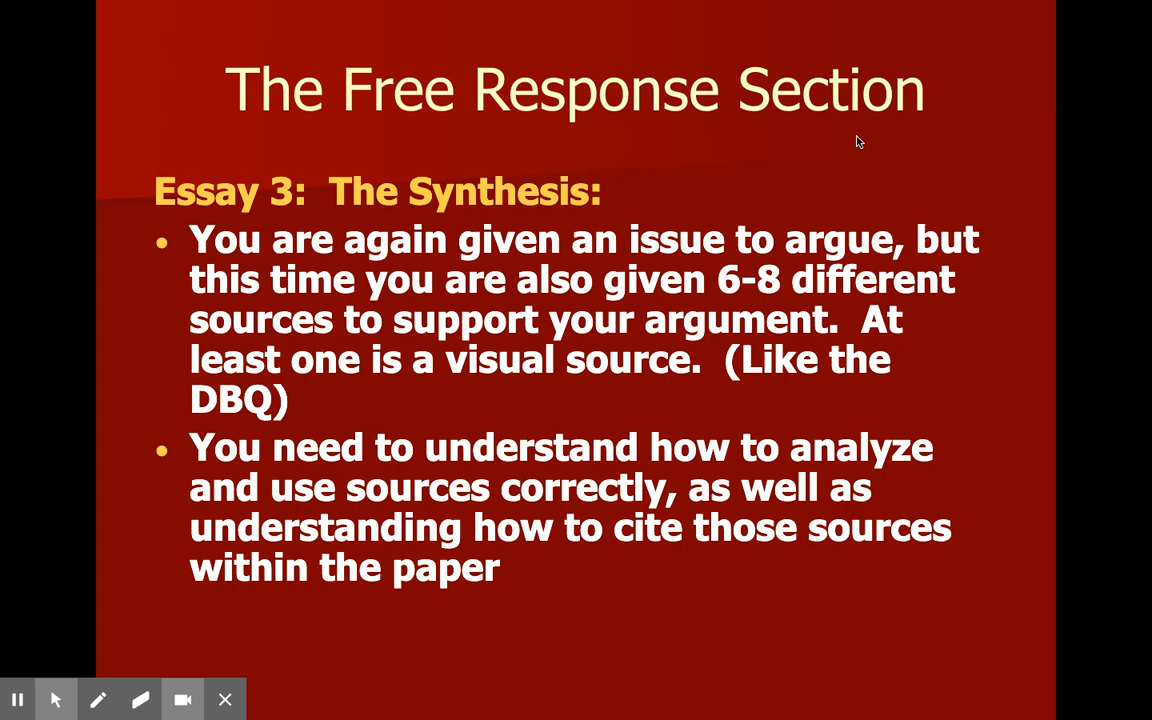 The Free Response Section
Essay 3: The Synthesis:
• You are again given an issue to argue, but
this time you are also given 6-8 different
sources to support your argument. At
least one is a visual source. (Like the
DBQ)
• You need to understand how to analyze
and use sources correctly, as well as
understanding how to cite those sources
within the paper